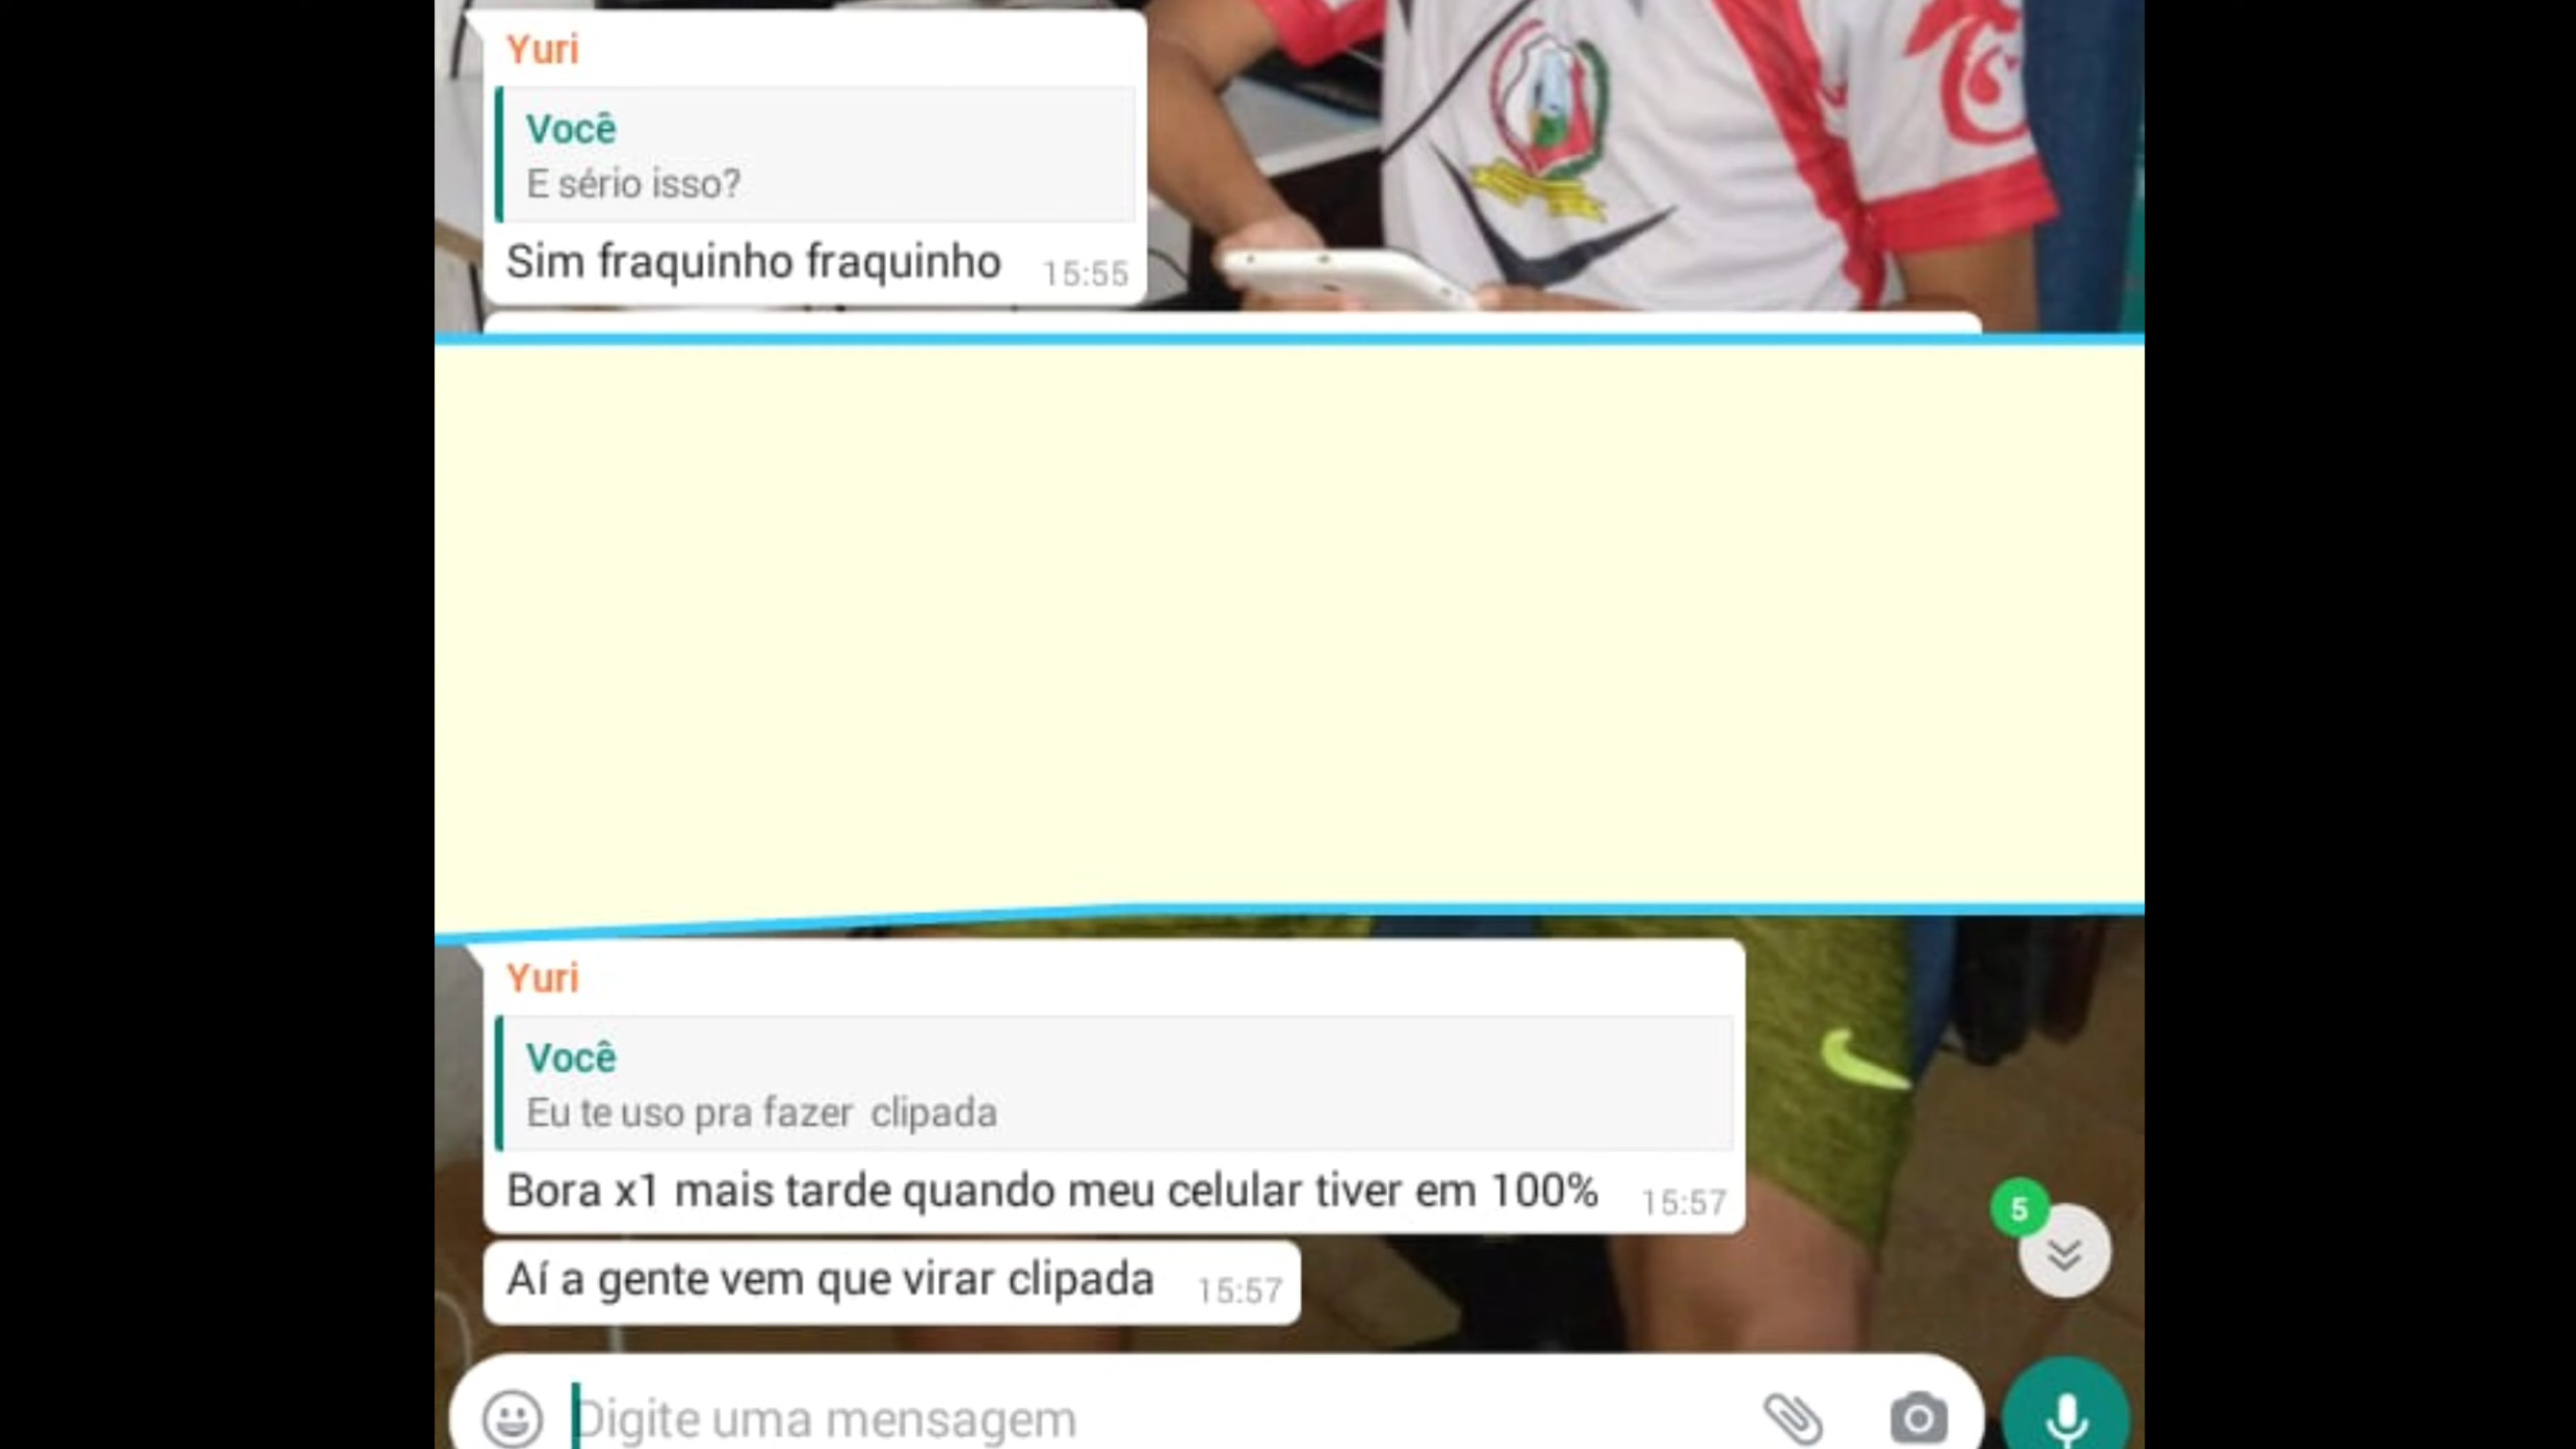 Yuri
Você
E sério isso?
Sim fraquinho fraquinho 15:55
Yuri
Você
Eu te uso pra fazer clipada
Bora x1 mais tarde quando meu celular tiver em 100% 15:57
5
Aí a gente vem que virar clipada 15:57
Digite uma mensagem